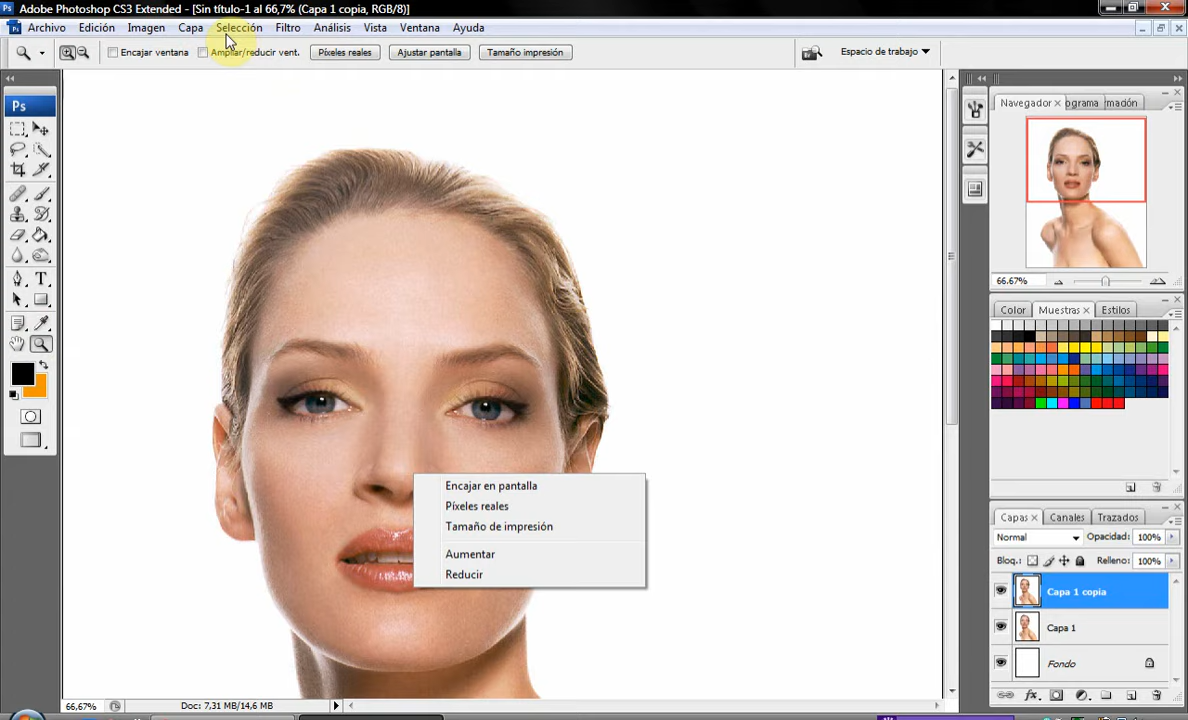 Ps Adobe Photoshop CS3 Extended - [Sin título-1 al 66,7% (Capa 1 copia, RGB/8)]
Archivo Edición Imagen Capa Selección Filtro Análisis Vista Ventana Ayuda
Encajar ventana Ampliar/reducir vent. Píxeles reales Ajustar pantalla Tamaño impresión Espacio de trabajo
Ps
Navegador x ograma mación
66.67%
Color Muestras x Estilos
Encajar en pantalla
Píxeles reales
Tamaño de impresión
Aumentar
Reducir
Capas x Canales Trazados
Normal Opacidad: 100%
Bloq.: Relleno: 100%
Capa 1 copia
Capa 1
Fondo
66,67% Doc: 7,31 MB/14,6 MB